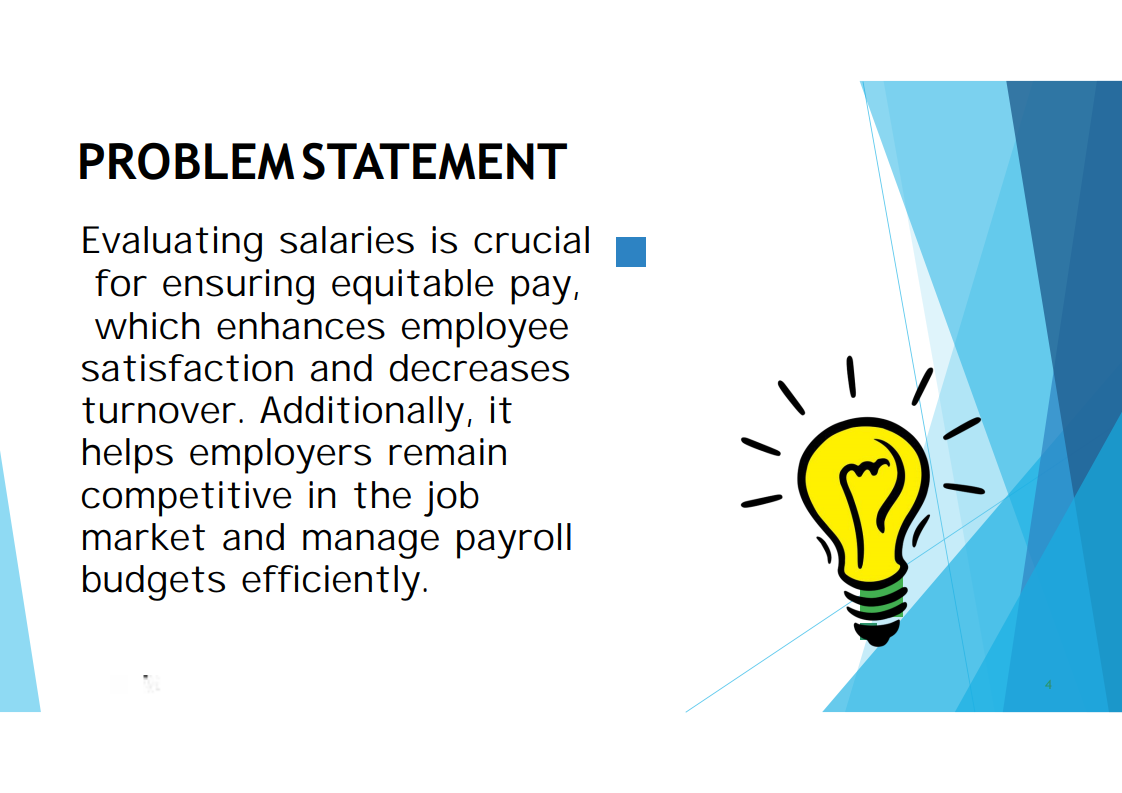 PROBLEM STATEMENT
Evaluating salaries is crucial
for ensuring equitable pay,
which enhances employee
satisfaction and decreases
turnover. Additionally, it
helps employers remain
competitive in the job
market and manage payroll
budgets efficiently.
4